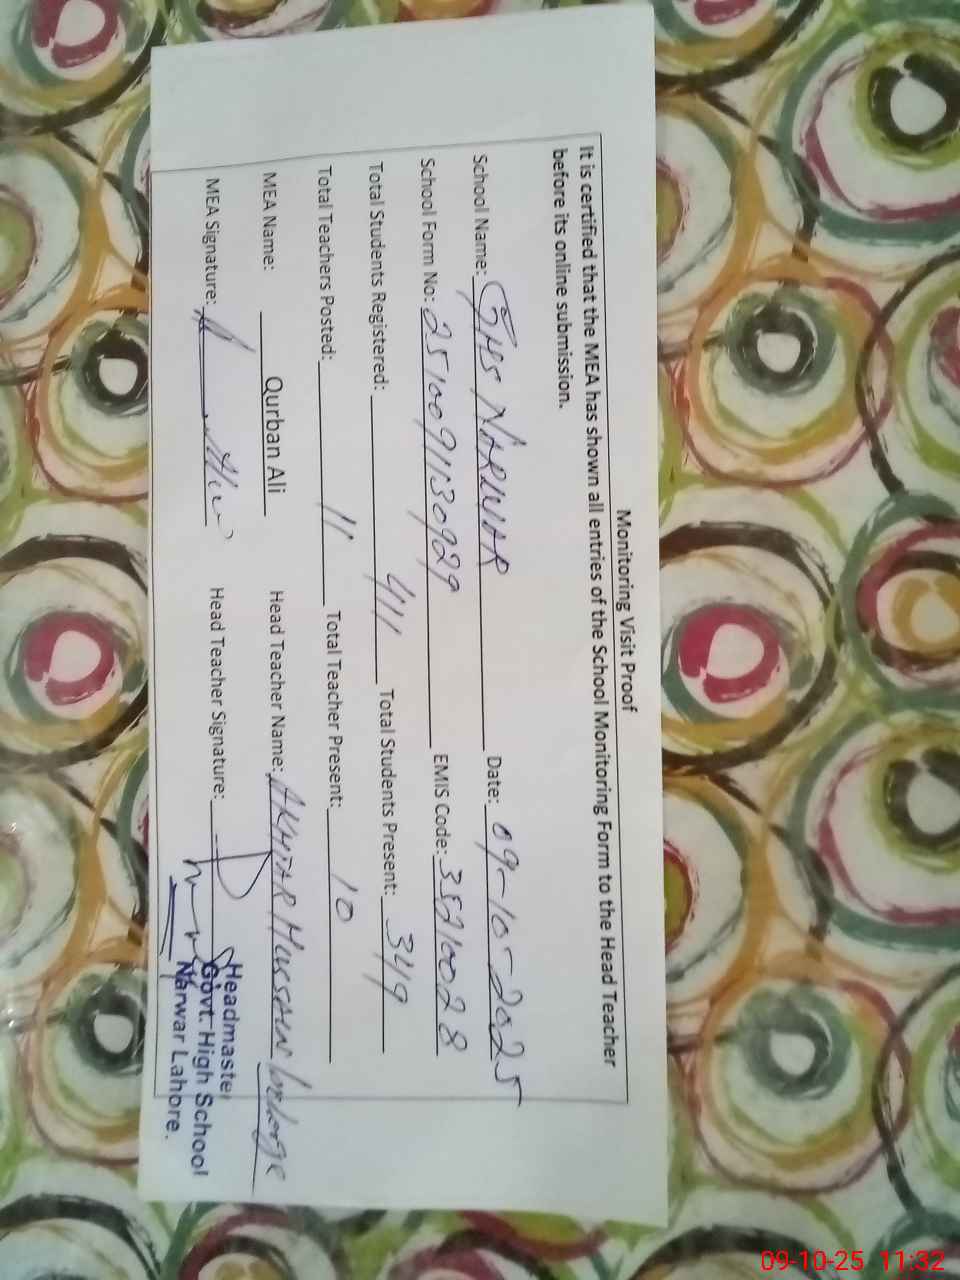 Monitoring Visit Proof
It is certified that the MEA has shown all entries of the School Monitoring Form to the Head Teacher
before its online submission.
School Name: GHS NARWAR Date: 09-10-2025
School Form No: 2510091130929 EMIS Code: 35210028
Total Students Registered: 411 Total Students Present: 349
Total Teachers Posted: 11 Total Teacher Present: 10
MEA Name: Qurban Ali Head Teacher Name: AKHTAR HUSSAIN
MEA Signature: Head Teacher Signature:
Headmaster
Govt. High School
Narwar Lahore.
09-10-25 11:32